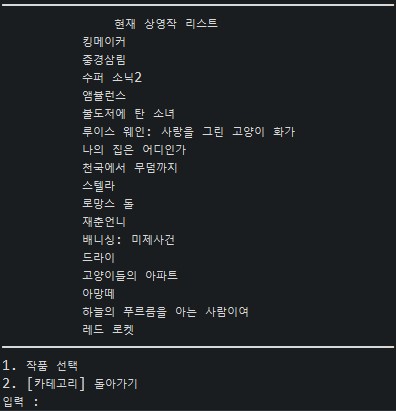 현재 상영작 리스트
킹메이커
중경삼림
수퍼 소닉2
앰뷸런스
불도저에 탄 소녀
루이스 웨인: 사랑을 그린 고양이 화가
나의 집은 어디인가
천국에서 무덤까지
스텔라
로망스 돌
재춘언니
배니싱: 미제사건
드라이
고양이들의 아파트
아망떼
하늘의 푸르름을 아는 사람이여
레드 로켓
1. 작품 선택
2. [카테고리] 돌아가기
입력 :